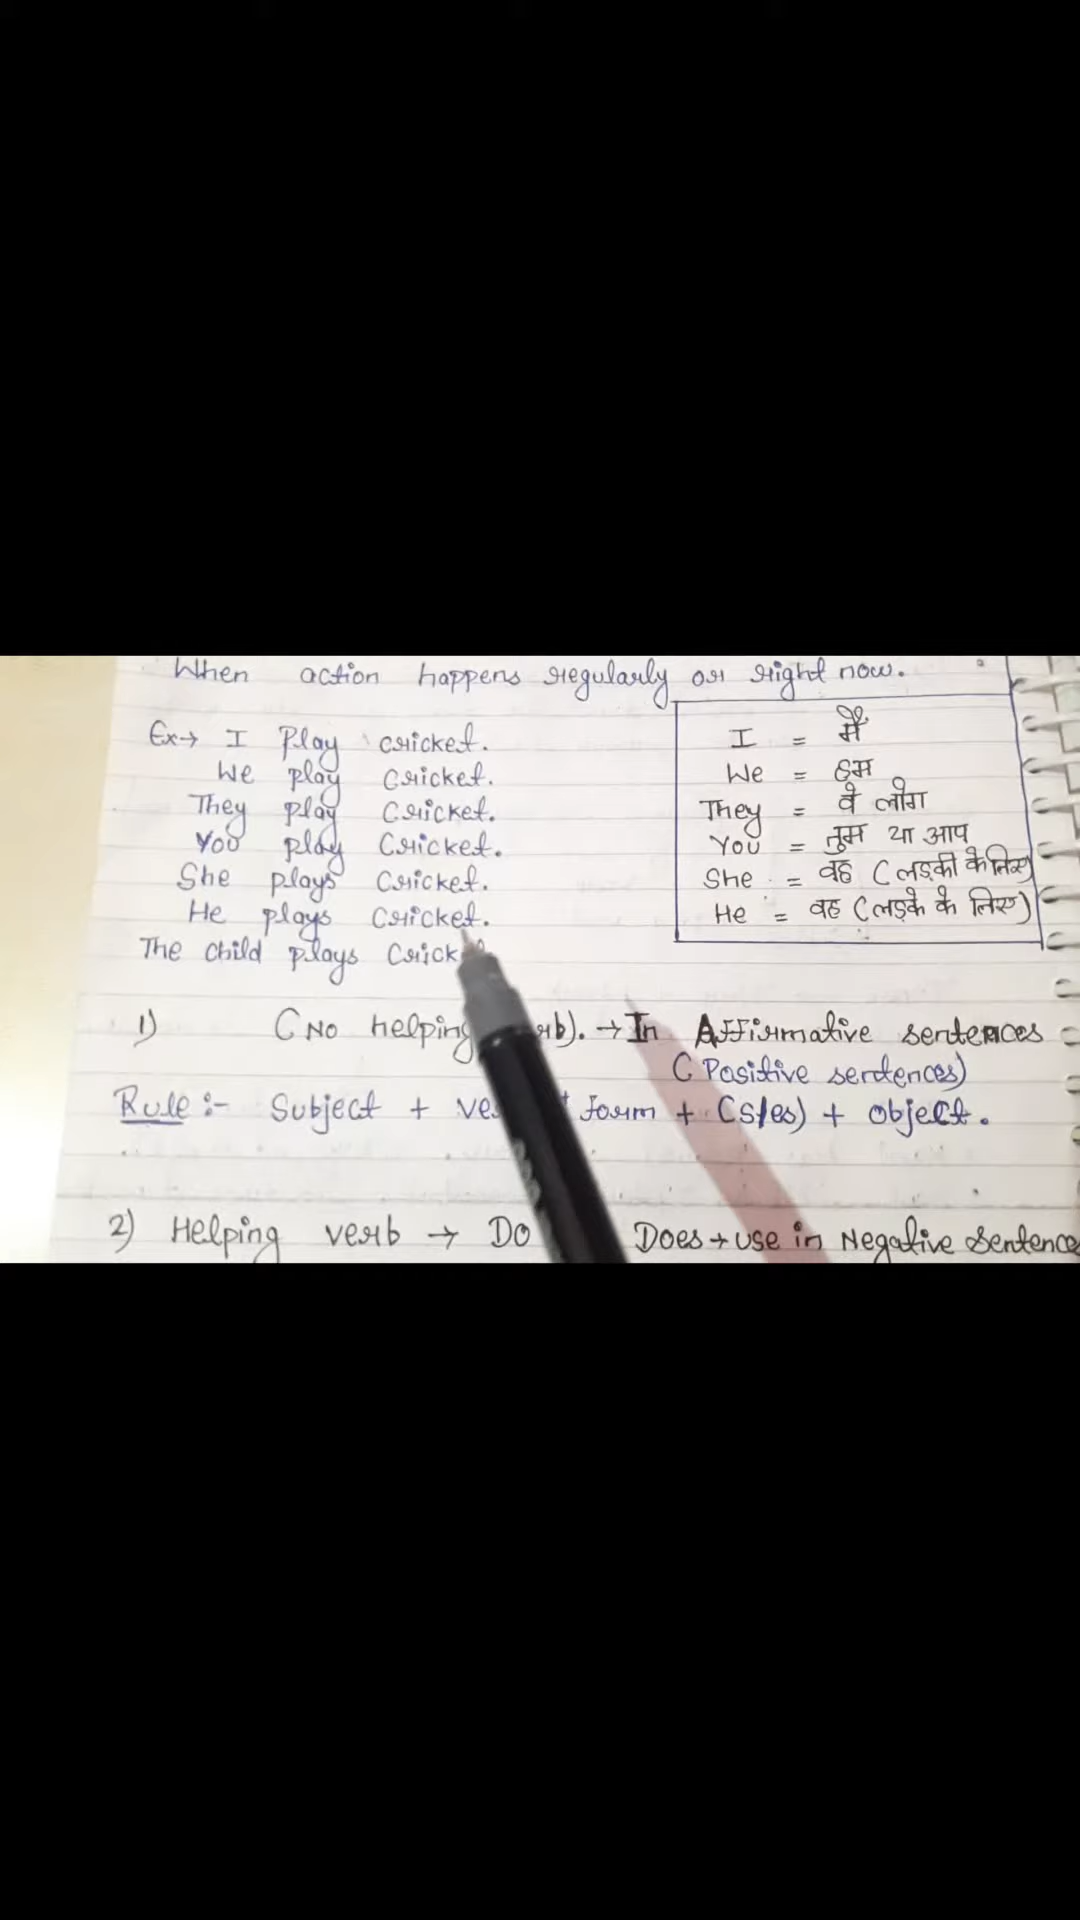 When action happens regularly or right now.
Ex→ I Play cricket.
We play Cricket.
They play Cricket.
You play Cricket.
She plays Cricket.
He plays Cricket.
The child plays
I = मैं
We = हम
They = वे लोग
You = तुम या आप
She = वह (लड़की के लिए)
He = वह (लड़के के लिए)
1) (No helping → In Affirmative sentences
(Positive sentences)
Rule :- Subject + form + (s/es) + object.
2) Helping verb → Do Does → use in Negative Sentence